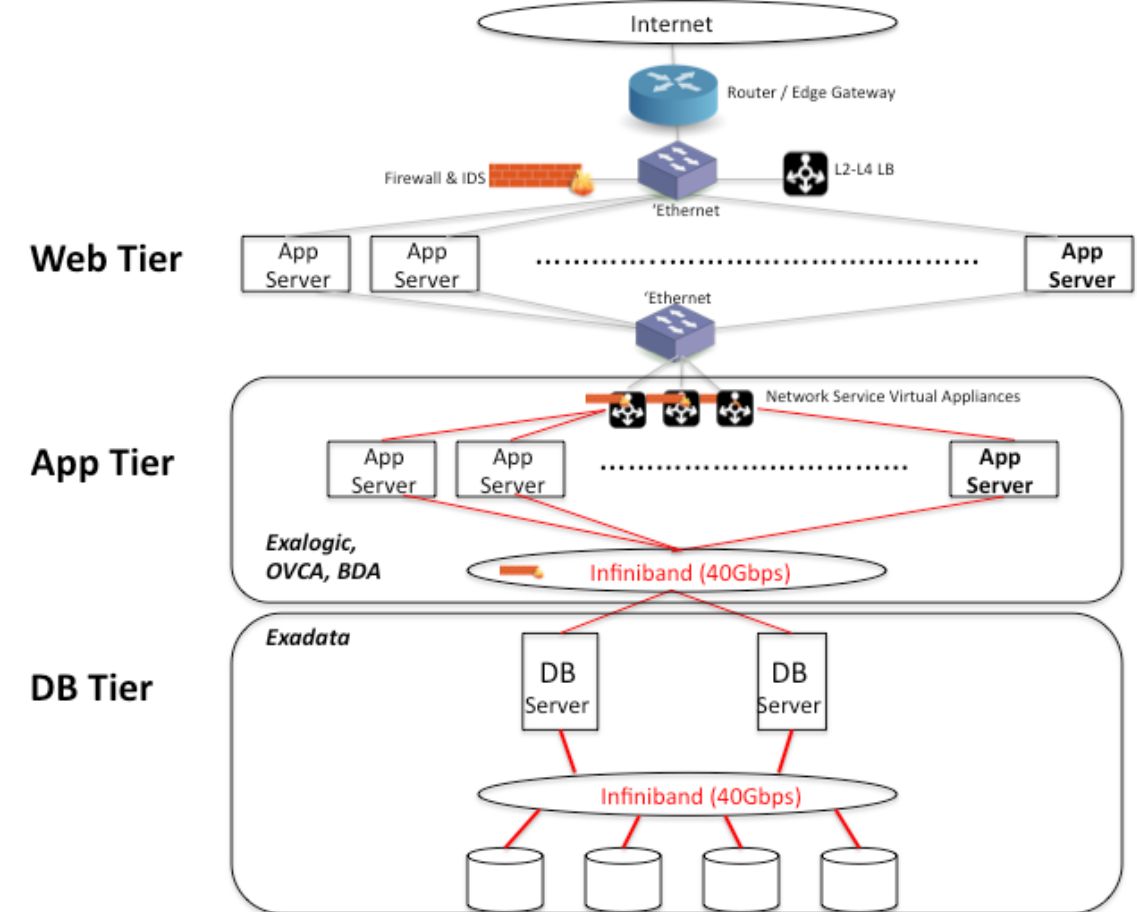 Internet
Router / Edge Gateway
Firewall & IDS
L2-L4 LB
‘Ethernet
Web Tier
App
Server
App
Server
App
Server
‘Ethernet
Network Service Virtual Appliances
App Tier
App
Server
App
Server
App
Server
Exalogic,
OVCA, BDA
Infiniband (40Gbps)
Exadata
DB Tier
DB
Server
DB
Server
Infiniband (40Gbps)